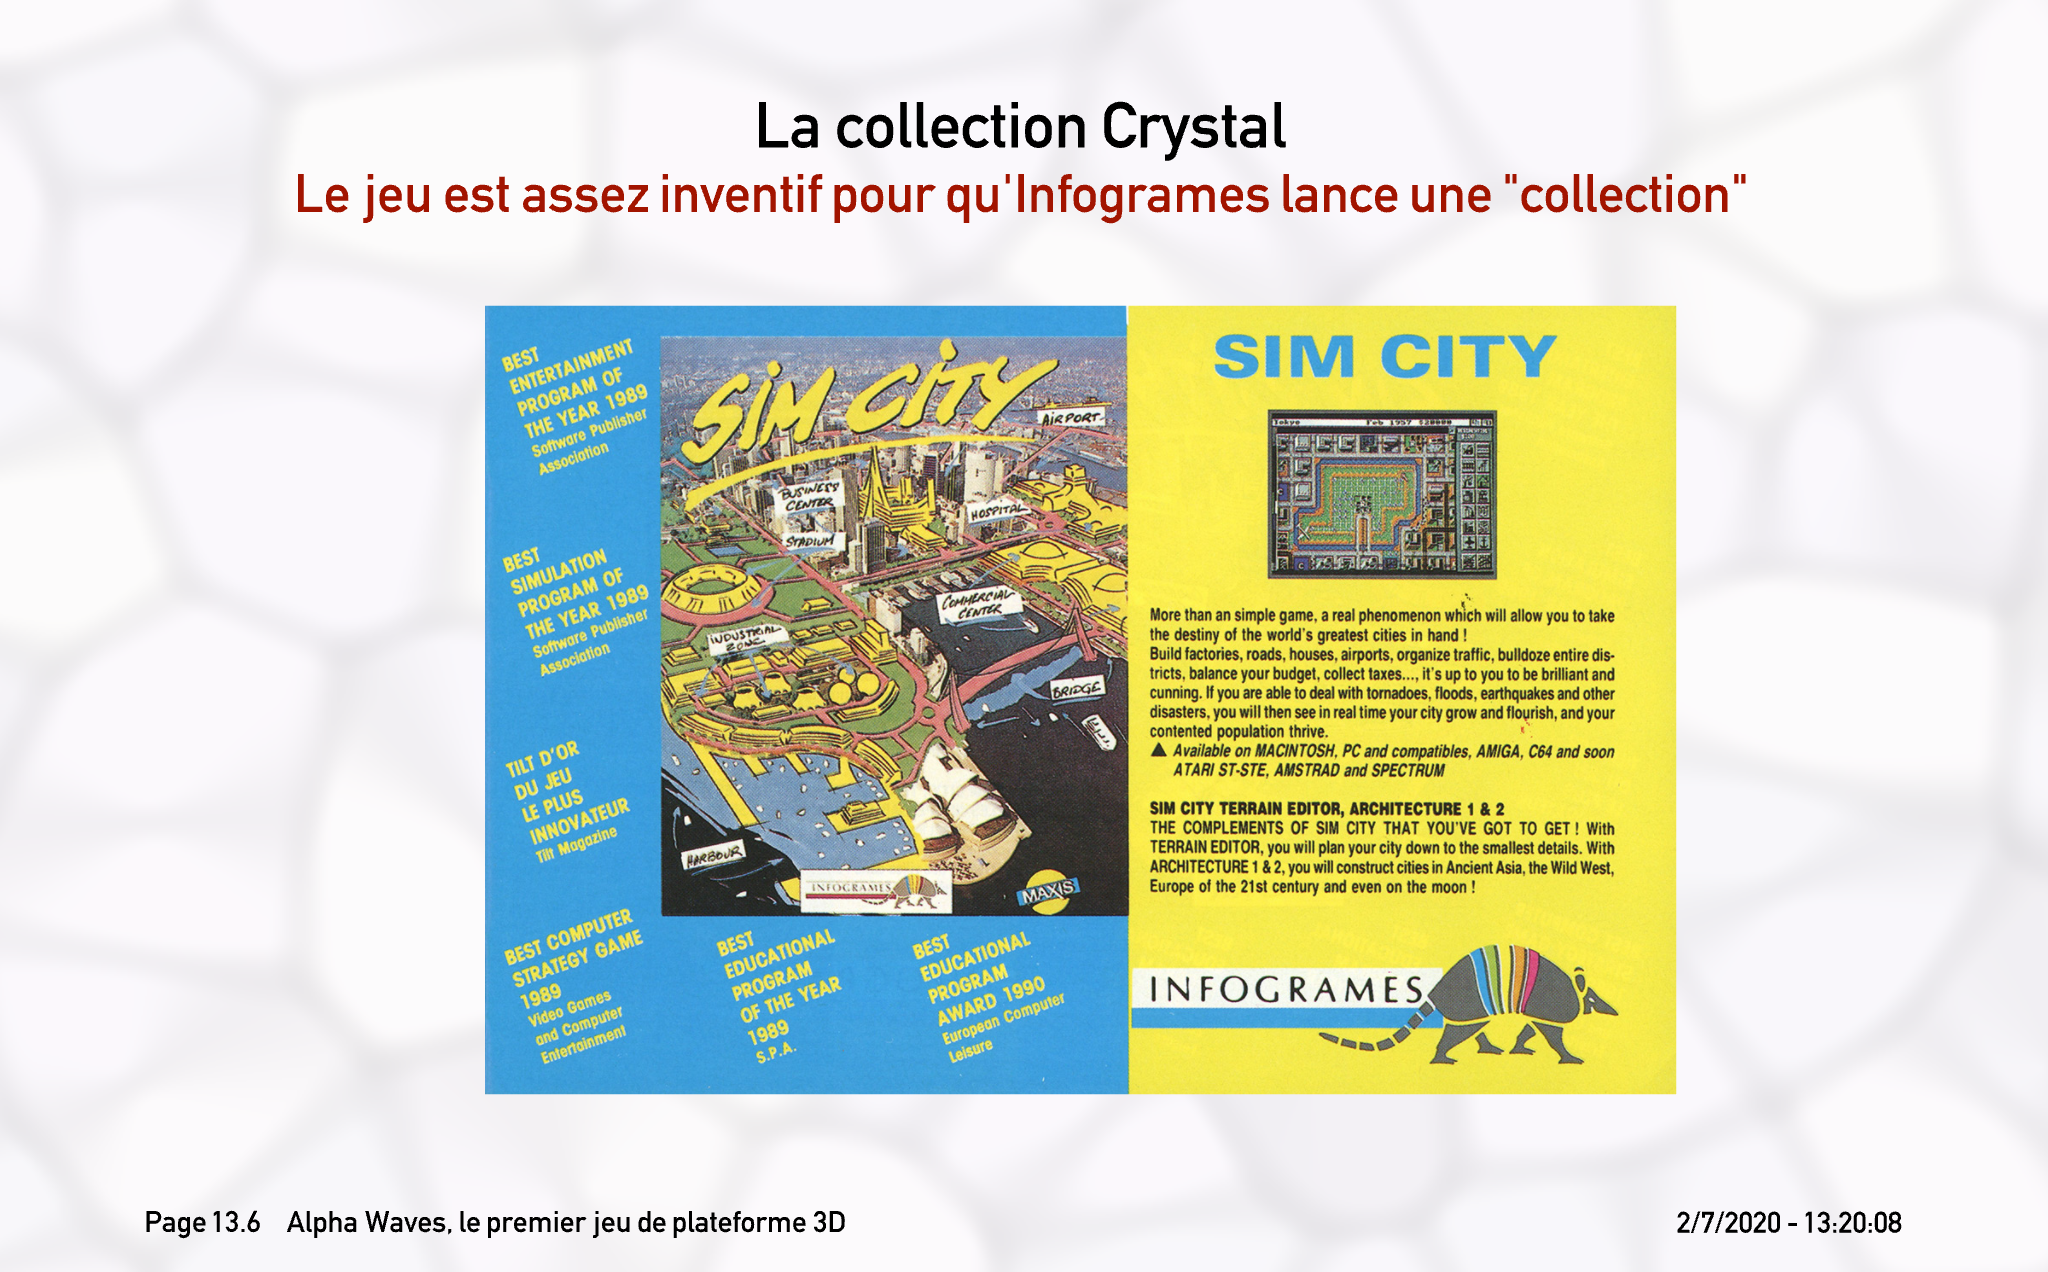 La collection Crystal
Le jeu est assez inventif pour qu'Infogrames lance une "collection"
BEST
ENTERTAINMENT
PROGRAM OF
THE YEAR 1989
Software Publisher
Association
BEST
SIMULATION
PROGRAM OF
THE YEAR 1989
Software Publisher
Association
TILT D'OR
DU JEU
LE PLUS
INNOVATEUR
Tilt Magazine
BEST COMPUTER
STRATEGY GAME
1989
Video Games
and Computer
Entertainment
BEST
EDUCATIONAL
PROGRAM
OF THE YEAR
1989
S.P.A.
BEST
EDUCATIONAL
PROGRAM
AWARD 1990
European Computer
Leisure
SIM CITY
AIRPORT
BUSINESS
CENTER
HOSPITAL
STADIUM
COMMERCIAL
CENTER
INDUSTRIAL
ZONE
BRIDGE
HARBOUR
INFOGRAMES
MAXIS
SIM CITY
Tokyo Feb 1957 $20000
More than an simple game, a real phenomenon which will allow you to take
the destiny of the world's greatest cities in hand !
Build factories, roads, houses, airports, organize traffic, bulldoze entire dis-
tricts, balance your budget, collect taxes..., it's up to you to be brilliant and
cunning. If you are able to deal with tornadoes, floods, earthquakes and other
disasters, you will then see in real time your city grow and flourish, and your
contented population thrive.
▲ Available on MACINTOSH, PC and compatibles, AMIGA, C64 and soon
ATARI ST-STE, AMSTRAD and SPECTRUM
SIM CITY TERRAIN EDITOR, ARCHITECTURE 1 & 2
THE COMPLEMENTS OF SIM CITY THAT YOU'VE GOT TO GET ! With
TERRAIN EDITOR, you will plan your city down to the smallest details. With
ARCHITECTURE 1 & 2, you will construct cities in Ancient Asia, the Wild West,
Europe of the 21st century and even on the moon !
INFOGRAMES
Page 13.6 Alpha Waves, le premier jeu de plateforme 3D
2/7/2020 - 13:20:08